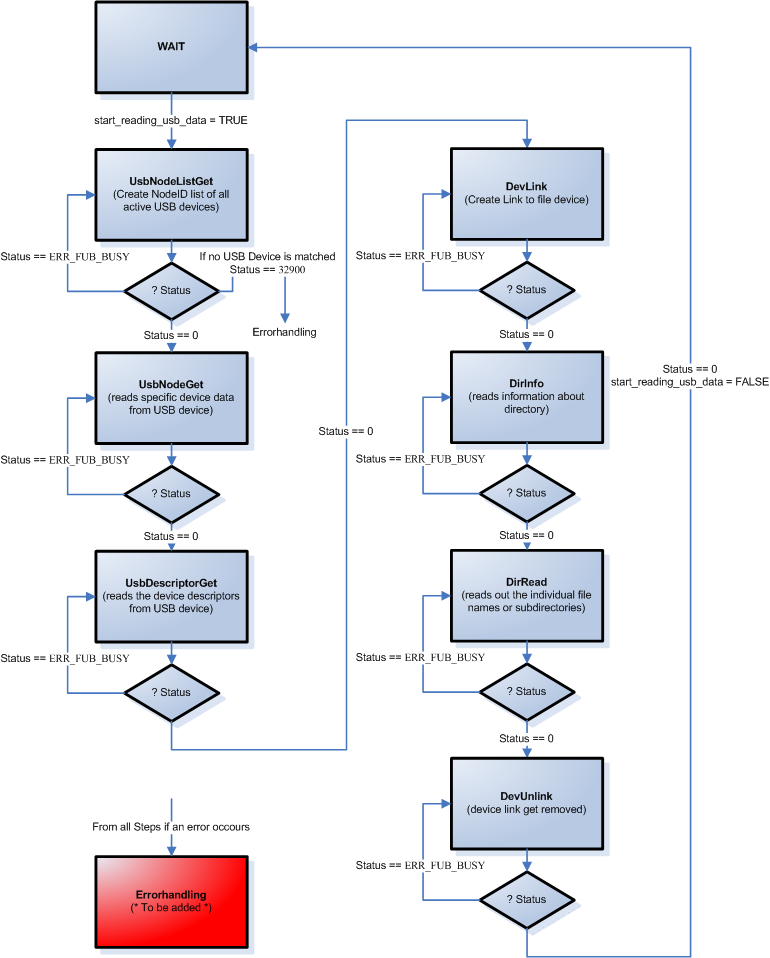 WAIT
start_reading_usb_data = TRUE
UsbNodeListGet
(Create NodeID list of all
active USB devices)
Status == ERR_FUB_BUSY
If no USB Device is matched
Status == 32900
? Status
Errorhandling
Status == 0
UsbNodeGet
(reads specific device data
from USB device)
Status == ERR_FUB_BUSY
? Status
Status == 0
UsbDescriptorGet
(reads the device descriptors
from USB device)
Status == ERR_FUB_BUSY
? Status
Status == 0
DevLink
(Create Link to file device)
Status == ERR_FUB_BUSY
? Status
Status == 0
DirInfo
(reads information about
directory)
Status == ERR_FUB_BUSY
? Status
Status == 0
DirRead
(reads out the individual file
names or subdirectories)
Status == ERR_FUB_BUSY
? Status
Status == 0
DevUnlink
(device link get removed)
Status == ERR_FUB_BUSY
? Status
Status == 0
start_reading_usb_data = FALSE
From all Steps if an error occours
Errorhandling
(* To be added *)